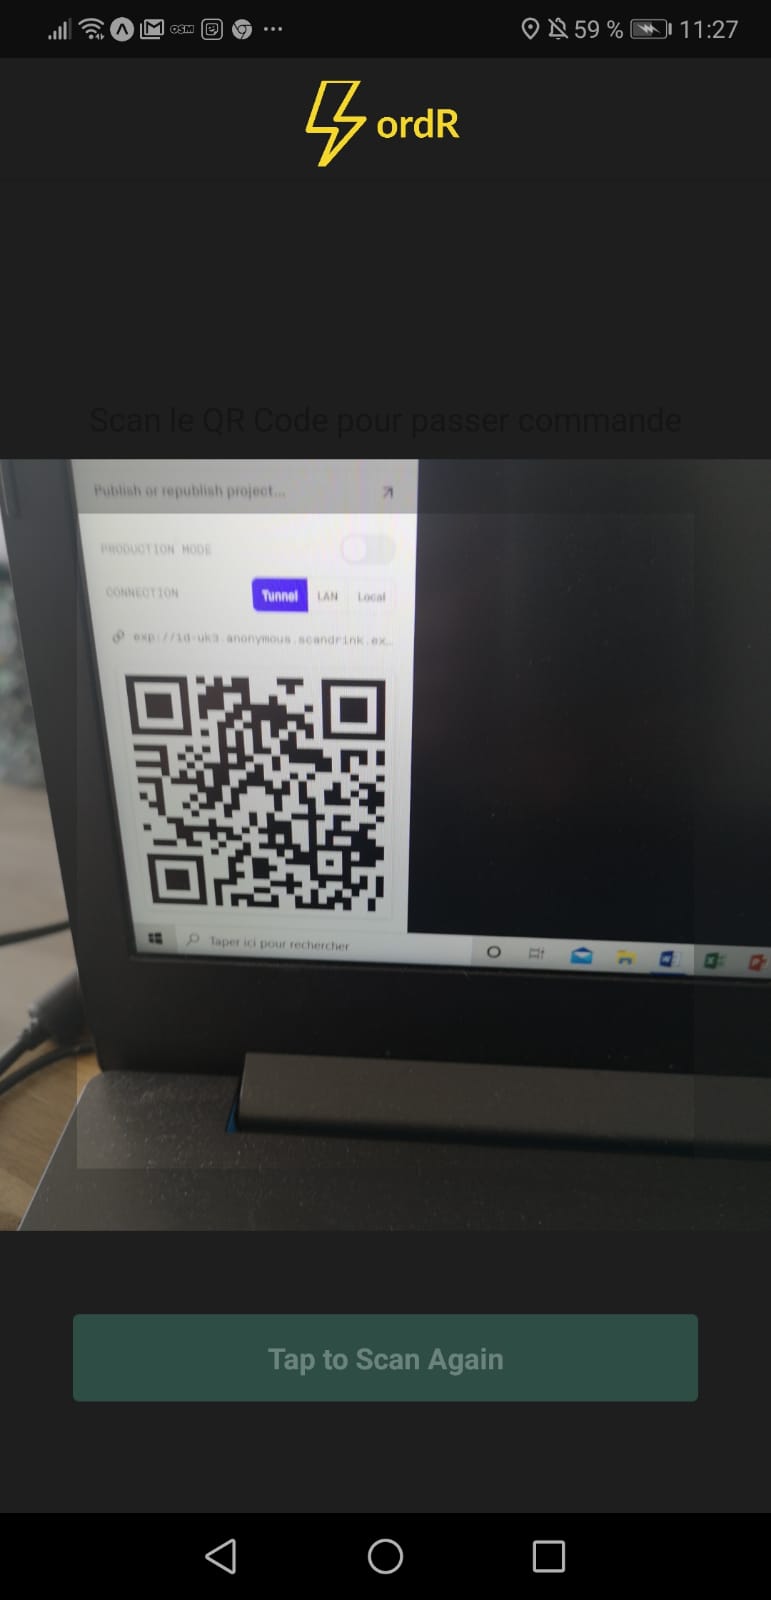 59 % 11:27
ordR
Scan le QR Code pour passer commande
Publish or republish project...
PRODUCTION MODE
CONNECTION
Tunnel LAN Local
exp://id-uk3.anonymous.scandrink.ex...
Taper ici pour rechercher
Tap to Scan Again